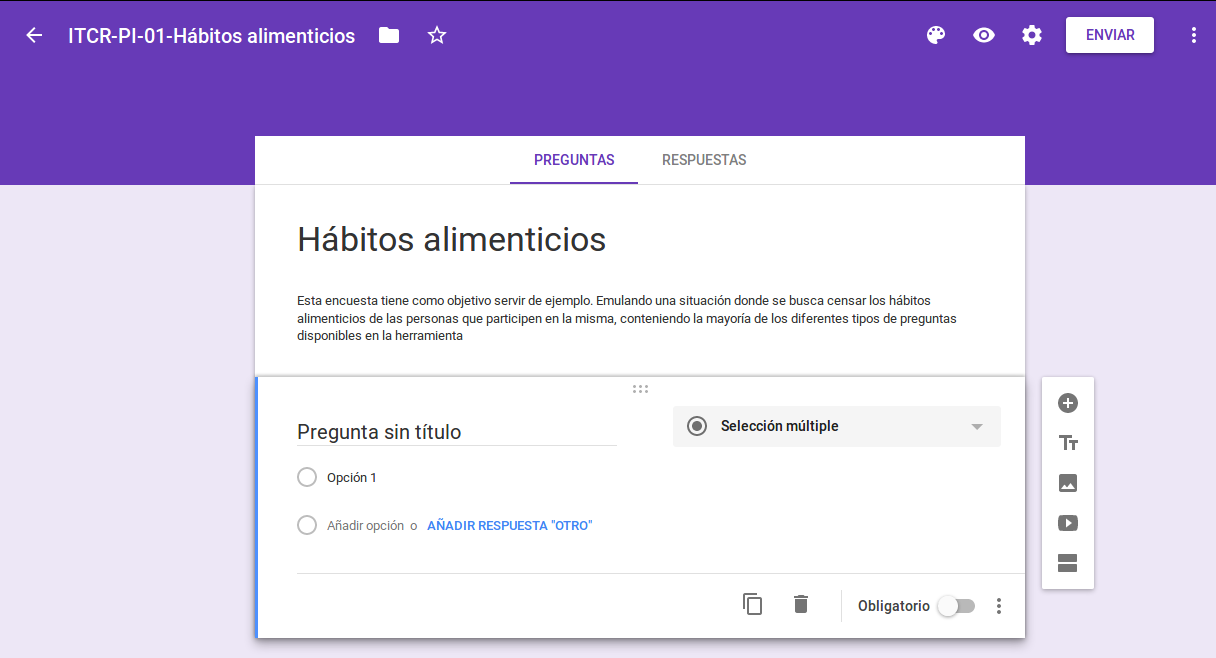 ITCR-PI-01-Hábitos alimenticios
ENVIAR
PREGUNTAS RESPUESTAS
Hábitos alimenticios
Esta encuesta tiene como objetivo servir de ejemplo. Emulando una situación donde se busca censar los hábitos
alimenticios de las personas que participen en la misma, conteniendo la mayoría de los diferentes tipos de preguntas
disponibles en la herramienta
Pregunta sin título
Selección múltiple
Opción 1
Añadir opción o AÑADIR RESPUESTA "OTRO"
Obligatorio